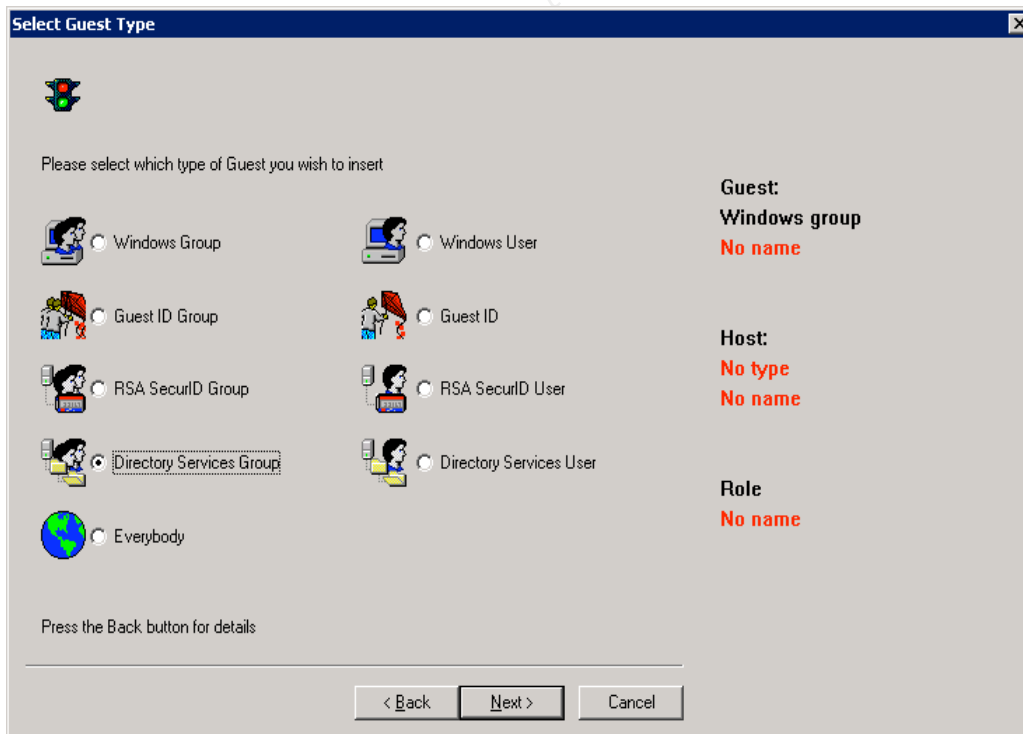 Select Guest Type
Please select which type of Guest you wish to insert
Windows Group
Windows User
Guest ID Group
Guest ID
RSA SecurID Group
RSA SecurID User
Directory Services Group
Directory Services User
Everybody
Press the Back button for details
< Back
Next >
Cancel
Guest:
Windows group
No name
Host:
No type
No name
Role
No name